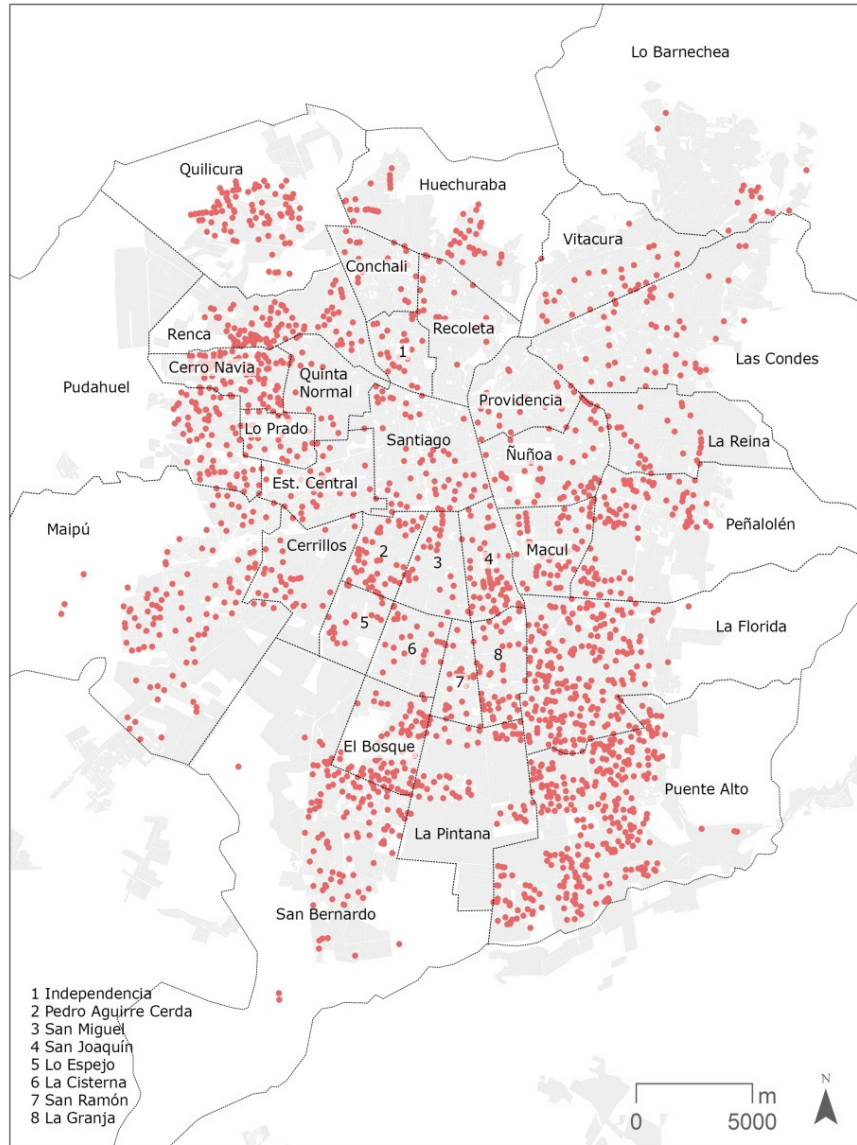 Lo Barnechea
Quilicura
Huechuraba
Vitacura
Conchali
Renca
Recoleta
1
Las Condes
Cerro Navia
Quinta
Normal
Pudahuel
Providencia
Lo Prado
Santiago
La Reina
Ñuñoa
Est. Central
Peñalolén
Maipú
Cerrillos
2
3
4
Macul
5
La Florida
6
8
7
El Bosque
Puente Alto
La Pintana
San Bernardo
1 Independencia
2 Pedro Aguirre Cerda
3 San Miguel
4 San Joaquín
5 Lo Espejo
6 La Cisterna
7 San Ramón
8 La Granja
m
0 5000
N